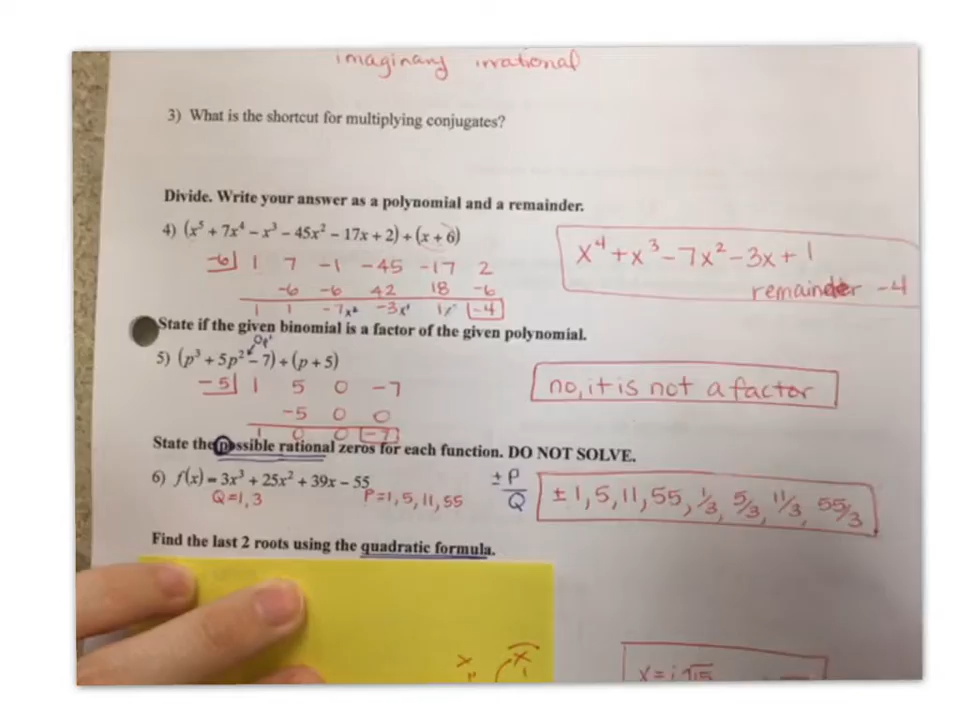 imaginary irrational
3) What is the shortcut for multiplying conjugates?
Divide. Write your answer as a polynomial and a remainder.
4) (x⁵ + 7x⁴ – x³ – 45x² – 17x + 2) ÷ (x + 6)
-6| 1 7 -1 -45 -17 2
-6 -6 42 18 -6
1 1 -7x² -3x¹ 1x⁰ -4
x⁴ + x³ - 7x² - 3x + 1
remainder -4
State if the given binomial is a factor of the given polynomial.
0p¹
5) (p³ + 5p² – 7) ÷ (p + 5)
-5| 1 5 0 -7
-5 0 0
1 0 0 -7
no, it is not a factor
State the possible rational zeros for each function. DO NOT SOLVE.
6) f(x) = 3x³ + 25x² + 39x – 55
Q=1, 3 P=1, 5, 11, 55
± P
Q
± 1, 5, 11, 55, 1/3, 5/3, 11/3, 55/3
Find the last 2 roots using the quadratic formula.
x x
x = i√15